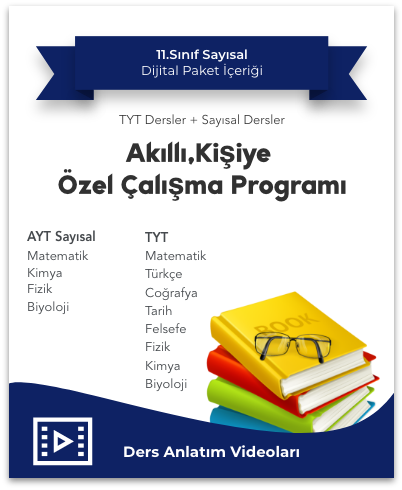 11.Sınıf Sayısal
Dijital Paket İçeriği
TYT Dersler + Sayısal Dersler
Akıllı,Kişiye
Özel Çalışma Programı
AYT Sayısal
Matematik
Kimya
Fizik
Biyoloji
TYT
Matematik
Türkçe
Coğrafya
Tarih
Felsefe
Fizik
Kimya
Biyoloji
BOOK
Ders Anlatım Videoları